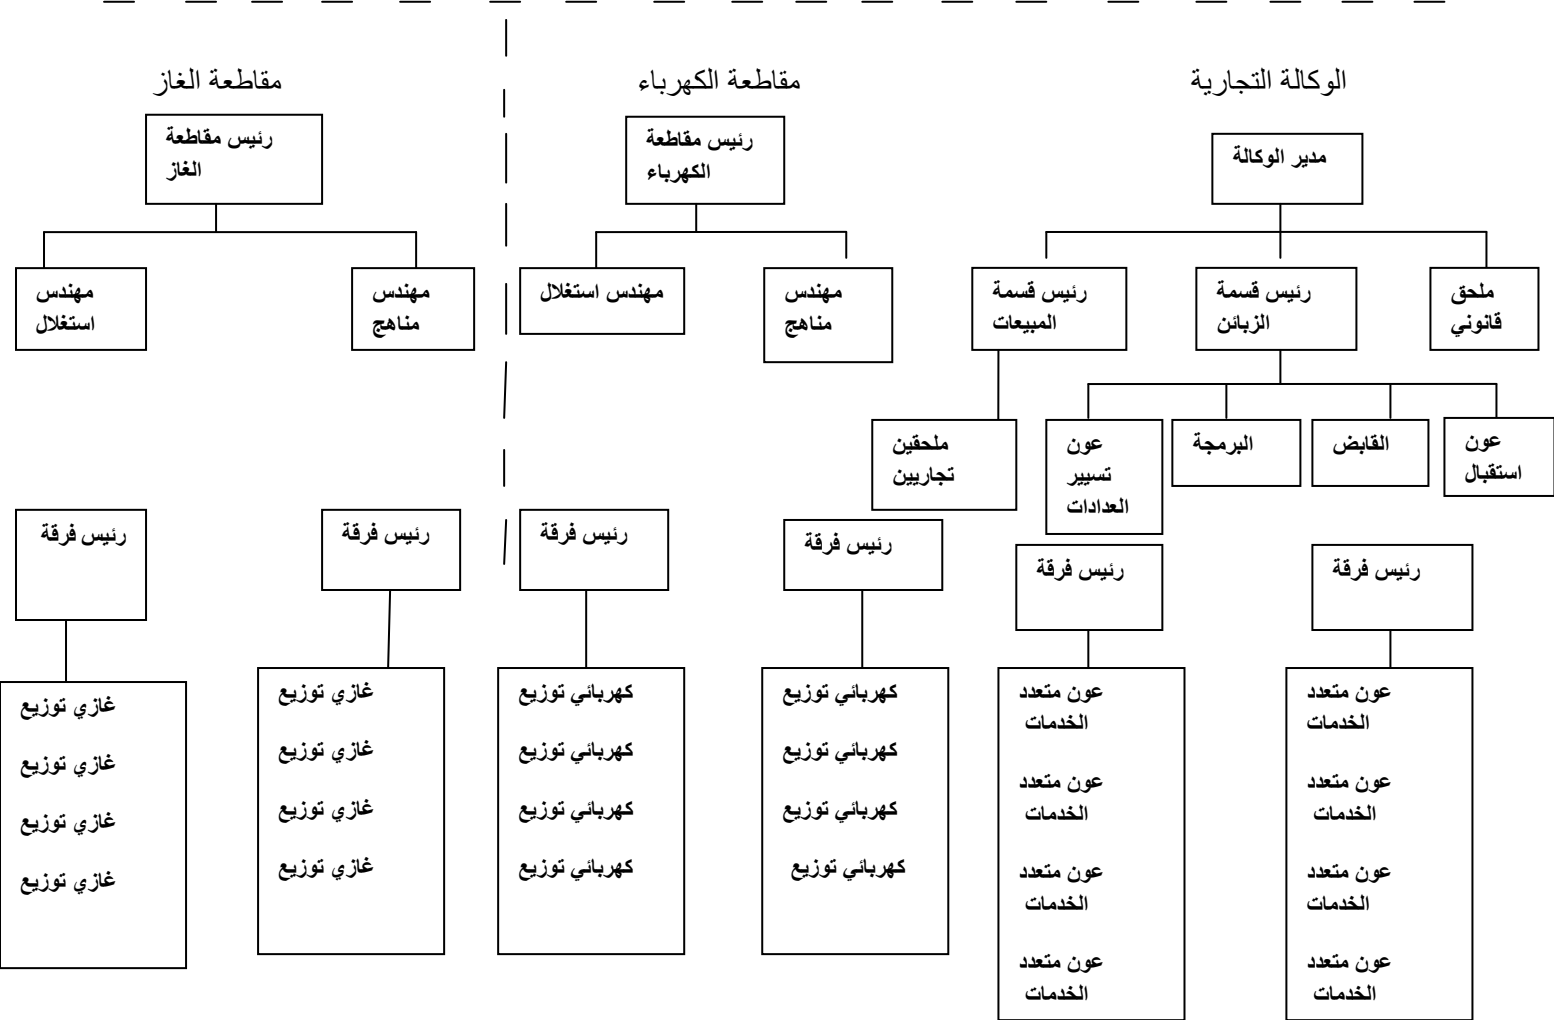 الوكالة التجارية
مقاطعة الكهرباء
مقاطعة الغاز
مدير الوكالة
رئيس مقاطعة
الكهرباء
رئيس مقاطعة
الغاز
ملحق
قانوني
رئيس قسمة
الزبائن
رئيس قسمة
المبيعات
مهندس
مناهج
مهندس استغلال
مهندس
مناهج
مهندس
استغلال
عون
استقبال
القابض
البرمجة
عون
تسيير
العدادات
ملحقين
تجاريين
رئيس فرقة
رئيس فرقة
رئيس فرقة
رئيس فرقة
رئيس فرقة
رئيس فرقة
عون متعدد
الخدمات
عون متعدد
الخدمات
عون متعدد
الخدمات
عون متعدد
الخدمات
عون متعدد
الخدمات
عون متعدد
الخدمات
عون متعدد
الخدمات
عون متعدد
الخدمات
كهربائي توزيع
كهربائي توزيع
كهربائي توزيع
كهربائي توزيع
كهربائي توزيع
كهربائي توزيع
كهربائي توزيع
كهربائي توزيع
غازي توزيع
غازي توزيع
غازي توزيع
غازي توزيع
غازي توزيع
غازي توزيع
غازي توزيع
غازي توزيع